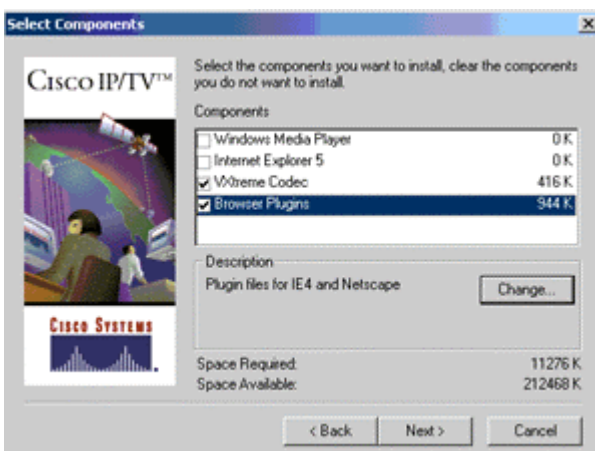 Select Components
CISCO IP/TV™
Select the components you want to install, clear the components
you do not want to install.
Components
Windows Media Player 0 K
Internet Explorer 5 0 K
VXtreme Codec 416 K
Browser Plugins 944 K
Description
Plugin files for IE4 and Netscape
Change...
CISCO SYSTEMS
Space Required: 11276 K
Space Available: 212468 K
< Back
Next >
Cancel